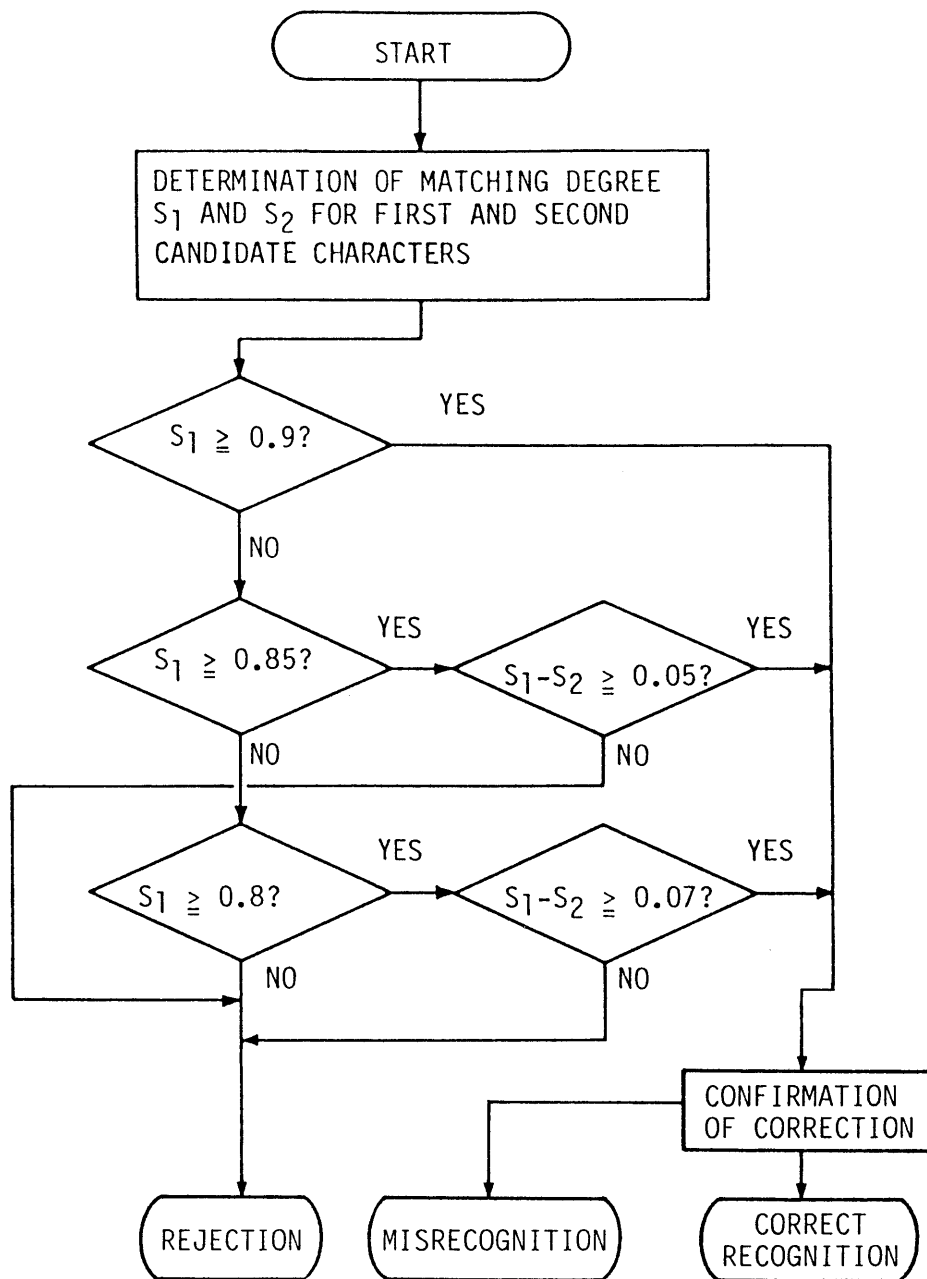 START
DETERMINATION OF MATCHING DEGREE
S1 AND S2 FOR FIRST AND SECOND
CANDIDATE CHARACTERS
YES
S1 ≧ 0.9?
NO
YES
YES
S1 ≧ 0.85?
S1-S2 ≧ 0.05?
NO
NO
YES
YES
S1 ≧ 0.8?
S1-S2 ≧ 0.07?
NO
NO
CONFIRMATION
OF CORRECTION
REJECTION
MISRECOGNITION
CORRECT
RECOGNITION